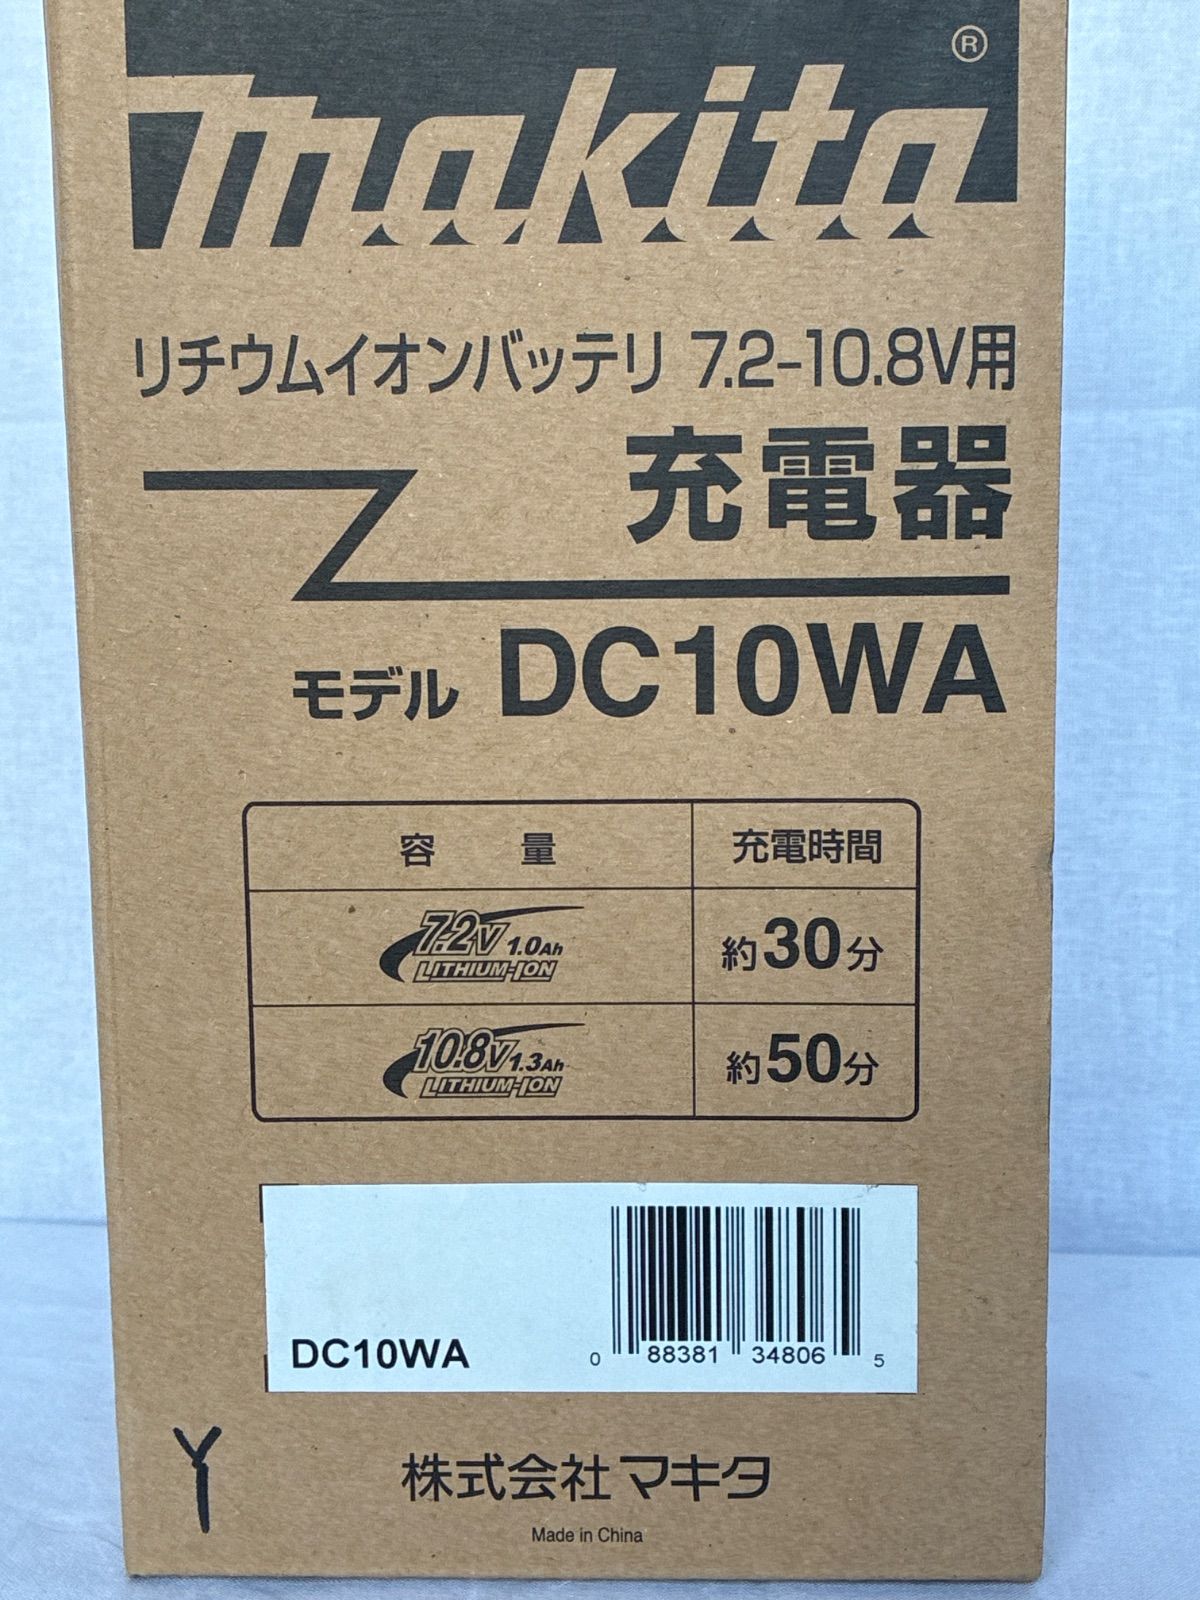 makita®
リチウムイオンバッテリ 7.2-10.8V用
充電器
モデル DC10WA
容量 充電時間
7.2V 1.0Ah LITHIUM-ION 約30分
10.8V 1.3Ah LITHIUM-ION 約50分
DC10WA
0 88381 34806 5
Y
株式会社マキタ
Made in China